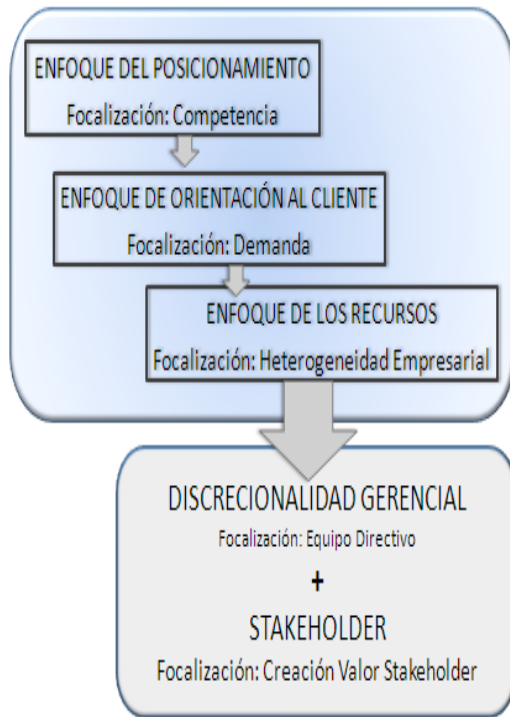 ENFOQUE DEL POSICIONAMIENTO
Focalización: Competencia
ENFOQUE DE ORIENTACIÓN AL CLIENTE
Focalización: Demanda
ENFOQUE DE LOS RECURSOS
Focalización: Heterogeneidad Empresarial
DISCRECIONALIDAD GERENCIAL
Focalización: Equipo Directivo
+
STAKEHOLDER
Focalización: Creación Valor Stakeholder